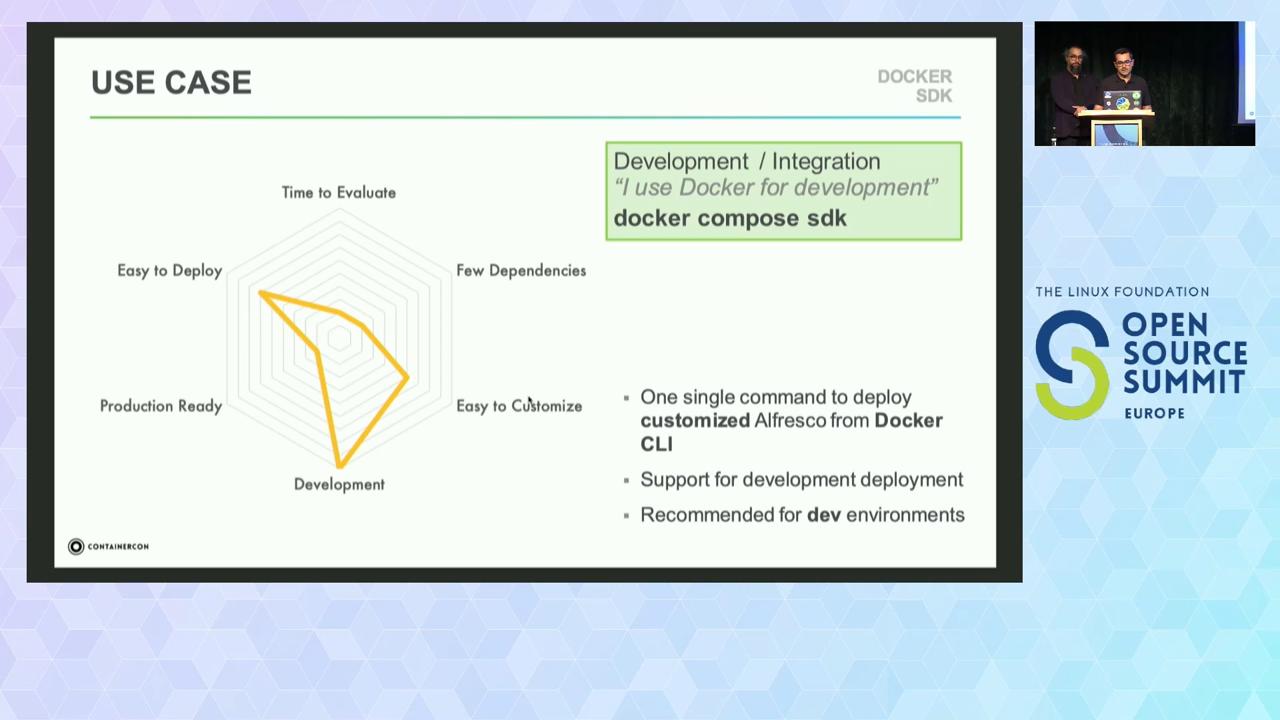 USE CASE
DOCKER
SDK
Development / Integration
“I use Docker for development”
docker compose sdk
Time to Evaluate
Easy to Deploy
Few Dependencies
Production Ready
Easy to Customize
Development
One single command to deploy
customized Alfresco from Docker
CLI
Support for development deployment
Recommended for dev environments
CONTAINERCON
THE LINUX FOUNDATION
OPEN
SOURCE
SUMMIT
EUROPE